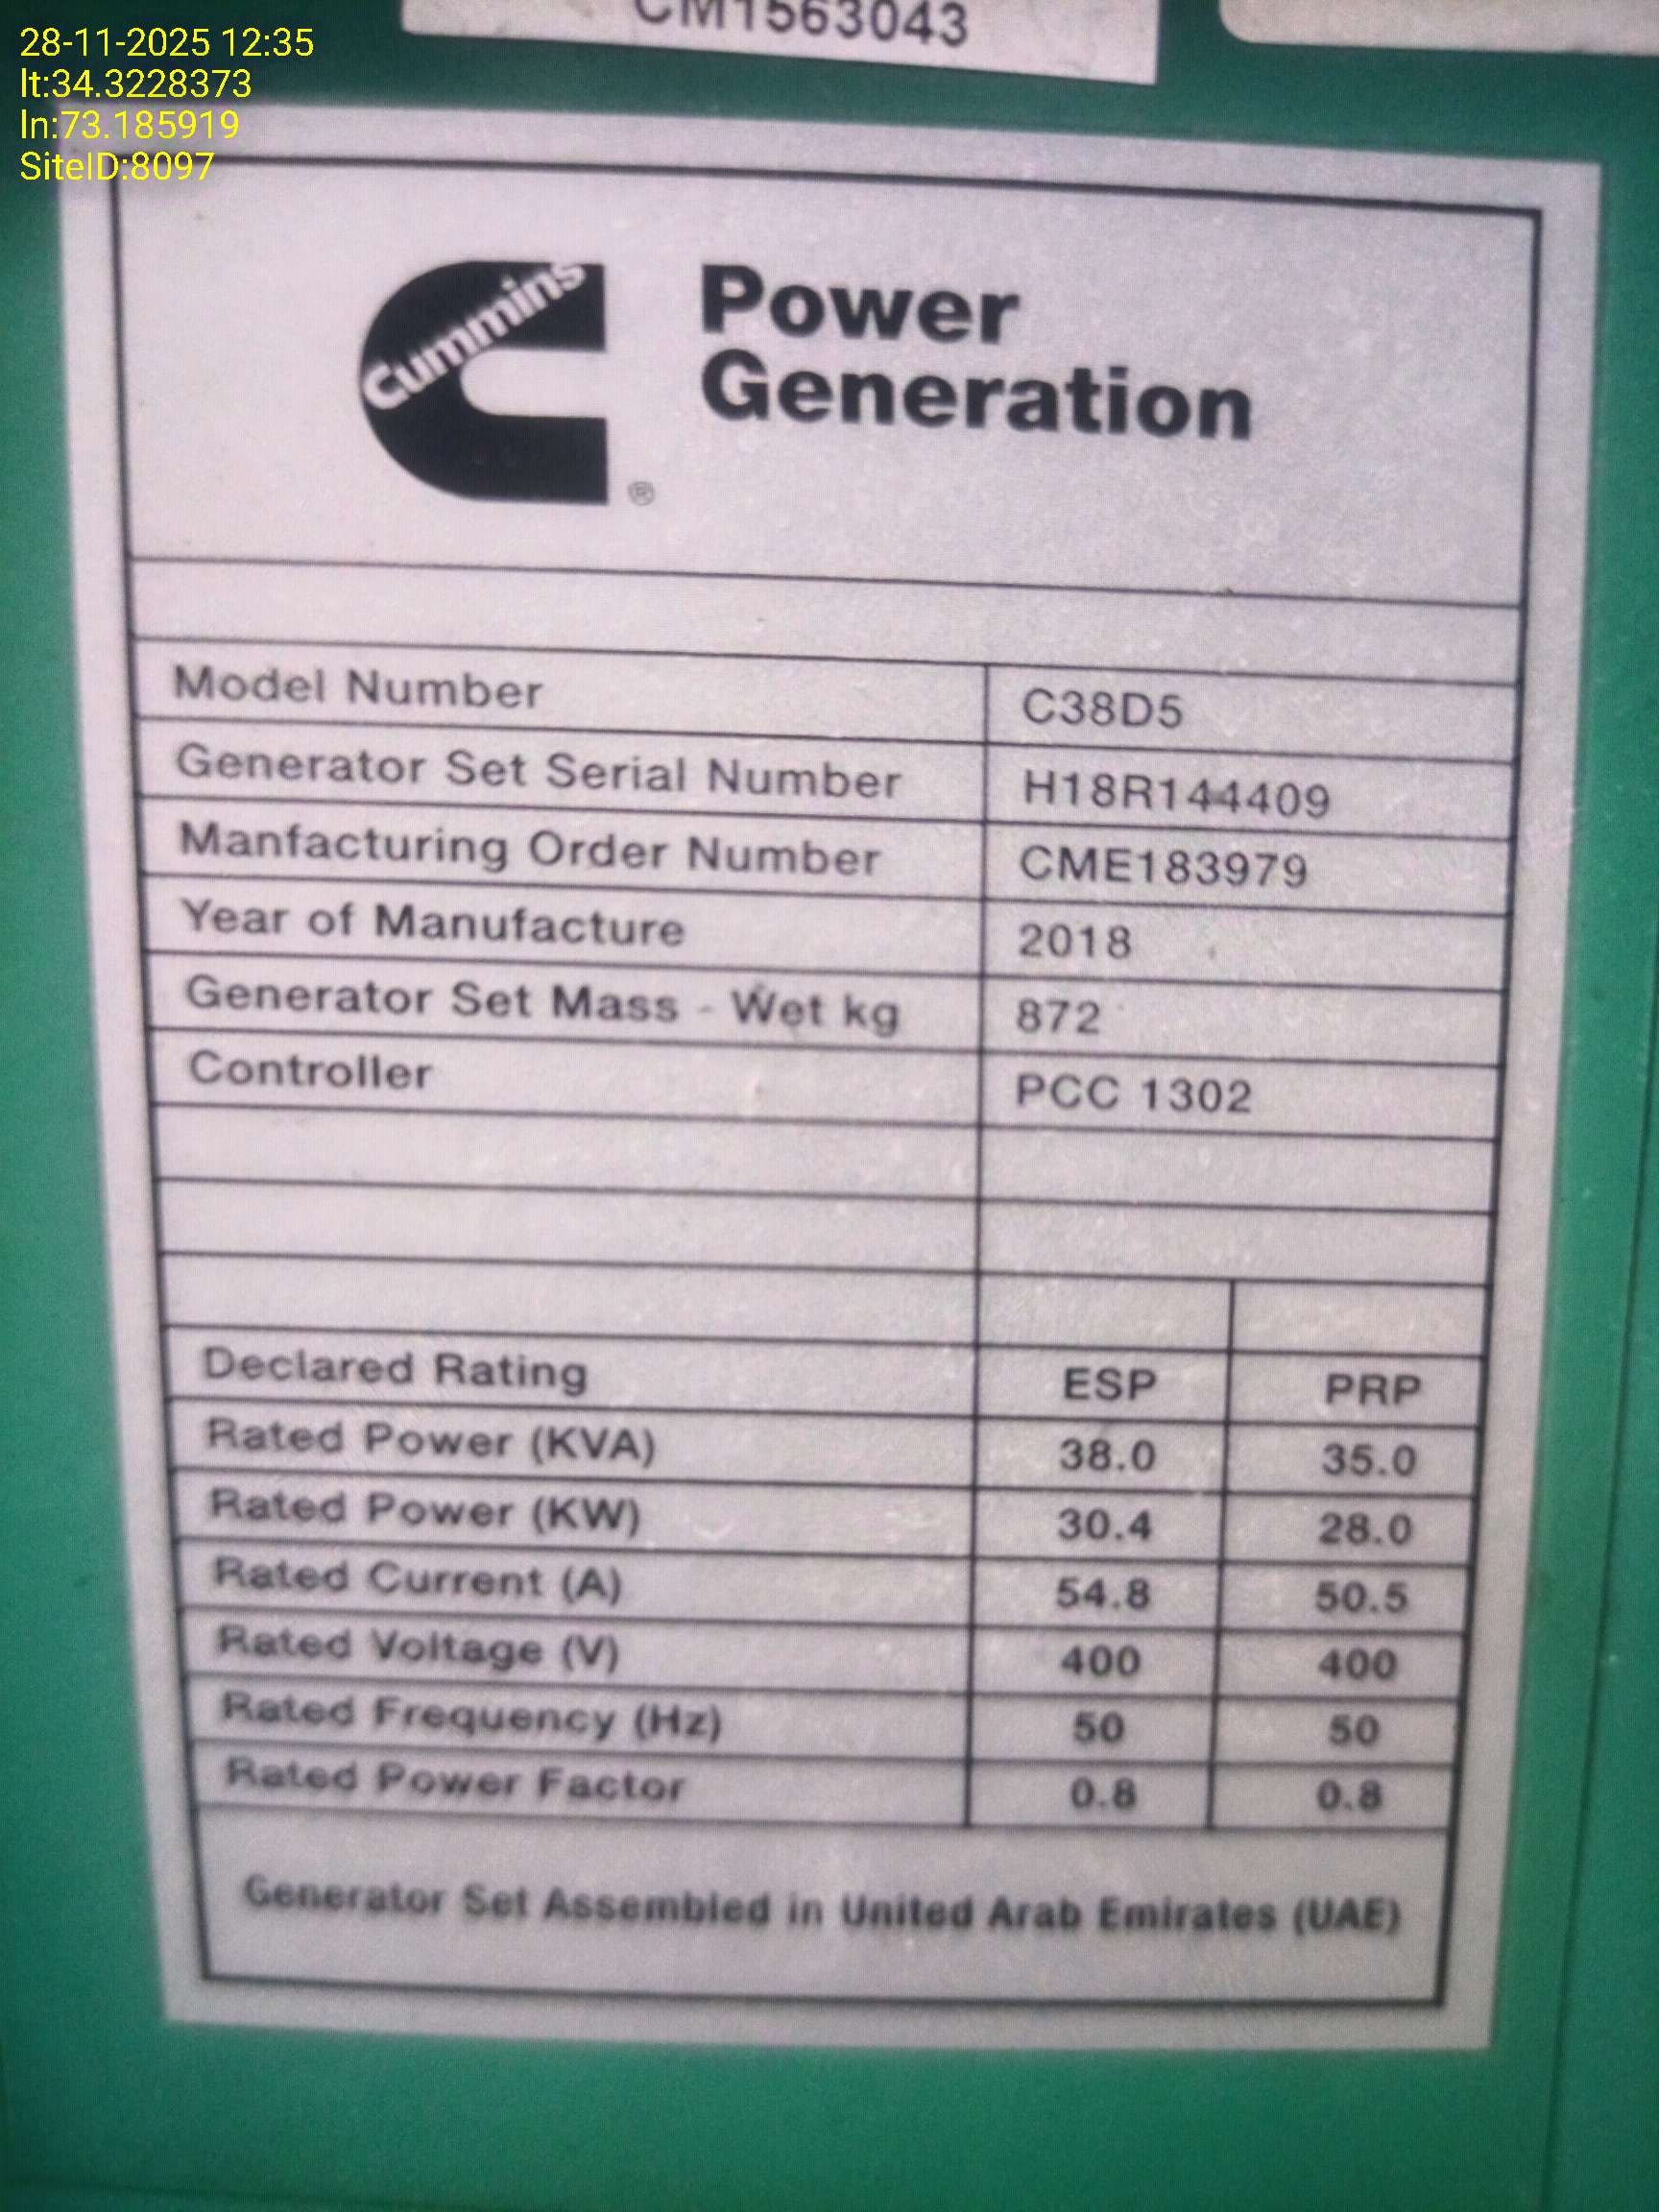 CM1563043
28-11-2025 12:35
lt:34.3228373
ln:73.185919
SiteID:8097
Cummins
®
Power
Generation
Model Number C38D5
Generator Set Serial Number H18R144409
Manfacturing Order Number CME183979
Year of Manufacture 2018
Generator Set Mass - Wet kg 872
Controller PCC 1302
Declared Rating ESP PRP
Rated Power (KVA) 38.0 35.0
Rated Power (KW) 30.4 28.0
Rated Current (A) 54.8 50.5
Rated Voltage (V) 400 400
Rated Frequency (Hz) 50 50
Rated Power Factor 0.8 0.8
Generator Set Assembled in United Arab Emirates (UAE)